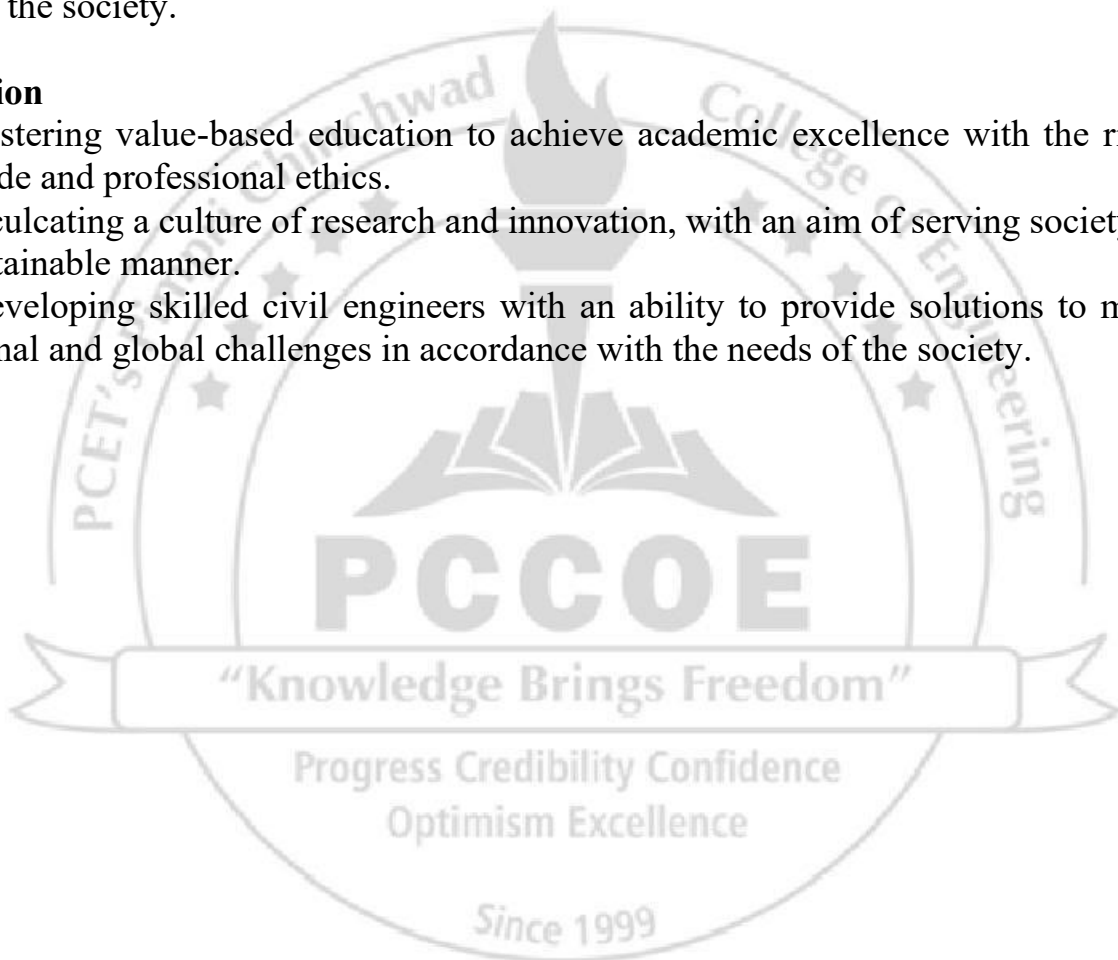 the society.
ion
stering value-based education to achieve academic excellence with the r
de and professional ethics.
culcating a culture of research and innovation, with an aim of serving society
tainable manner.
eveloping skilled civil engineers with an ability to provide solutions to m
nal and global challenges in accordance with the needs of the society.
PCET's Pimpri Chinchwad College of Engineering
PCCOE
"Knowledge Brings Freedom"
Progress Credibility Confidence
Optimism Excellence
Since 1999